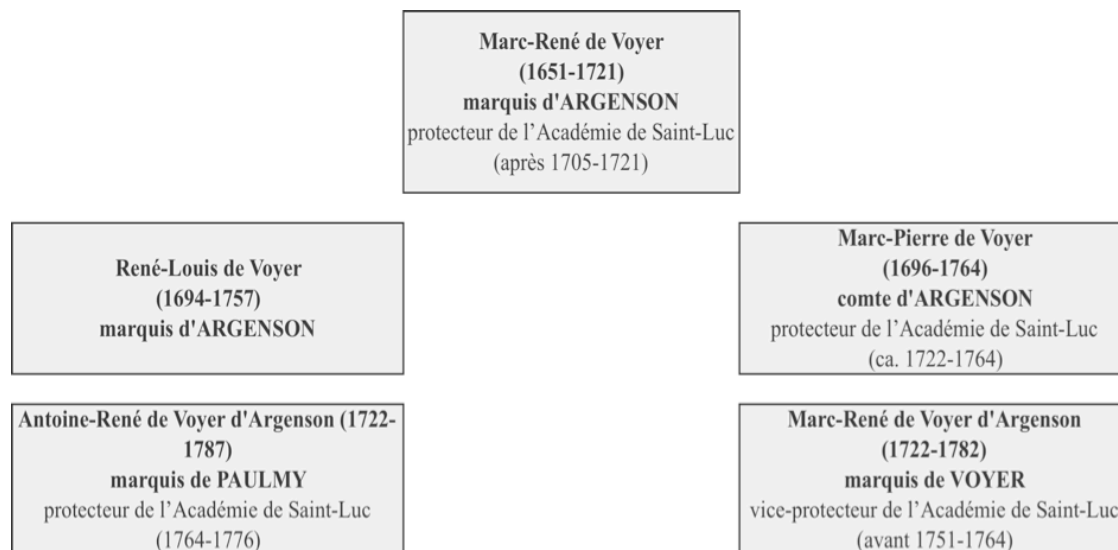 Marc-René de Voyer
(1651-1721)
marquis d'ARGENSON
protecteur de l’Académie de Saint-Luc
(après 1705-1721)
René-Louis de Voyer
(1694-1757)
marquis d'ARGENSON
Marc-Pierre de Voyer
(1696-1764)
comte d'ARGENSON
protecteur de l’Académie de Saint-Luc
(ca. 1722-1764)
Antoine-René de Voyer d'Argenson (1722-
1787)
marquis de PAULMY
protecteur de l’Académie de Saint-Luc
(1764-1776)
Marc-René de Voyer d'Argenson
(1722-1782)
marquis de VOYER
vice-protecteur de l’Académie de Saint-Luc
(avant 1751-1764)